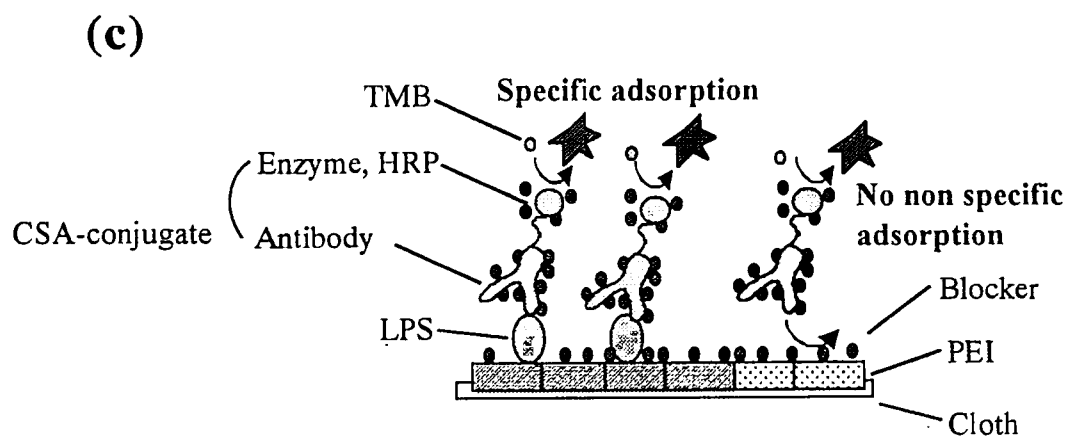 (c)
TMB
Specific adsorption
Enzyme, HRP
CSA-conjugate
Antibody
No non specific
adsorption
LPS
Blocker
PEI
Cloth